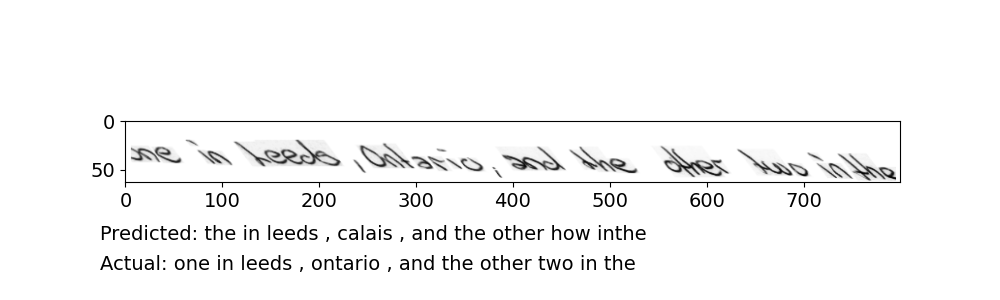 0
one in Leeds , Ontario , and the other two in the
50
0 100 200 300 400 500 600 700
Predicted: the in leeds , calais , and the other how inthe
Actual: one in leeds , ontario , and the other two in the